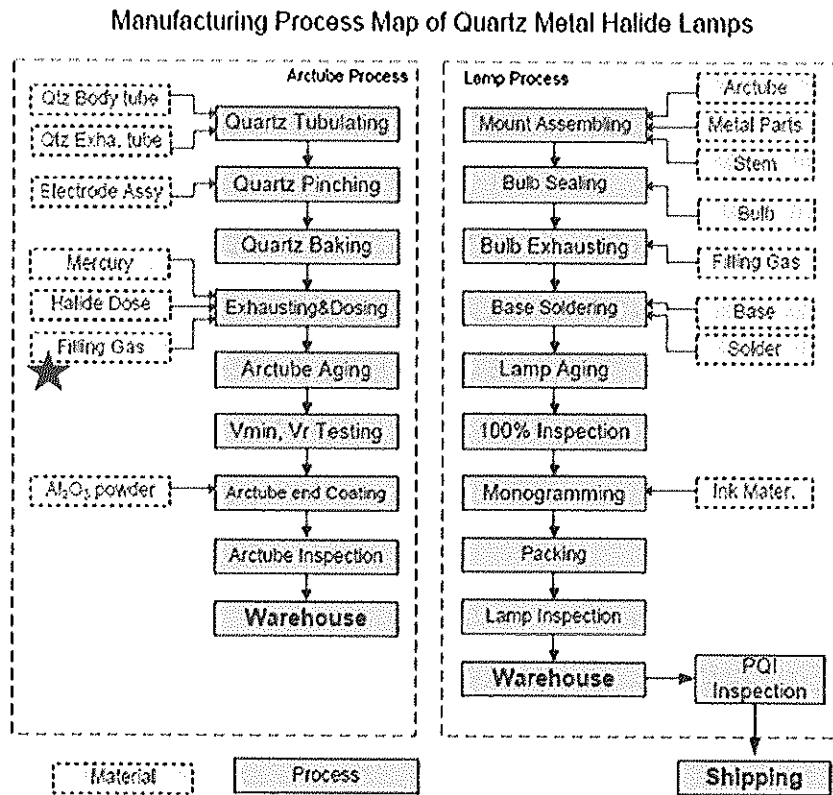 Manufacturing Process Map of Quartz Metal Halide Lamps
Arctube Process
Qtz Body tube
Qtz Exha. tube
Electrode Assy
Mercury
Halide Dose
Filling Gas
Al₂O₃ powder
Quartz Tubulating
Quartz Pinching
Quartz Baking
Exhausting&Dosing
Arctube Aging
Vmin, Vr Testing
Arctube end Coating
Arctube Inspection
Warehouse
Lamp Process
Mount Assembling
Bulb Sealing
Bulb Exhausting
Base Soldering
Lamp Aging
100% Inspection
Monogramming
Packing
Lamp Inspection
Warehouse
Arctube
Metal Parts
Stem
Bulb
Filling Gas
Base
Solder
Ink Mater.
PQI
Inspection
Shipping
Material
Process